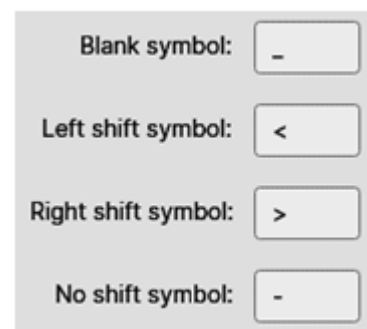 Blank symbol: _
Left shift symbol: <
Right shift symbol: >
No shift symbol: -